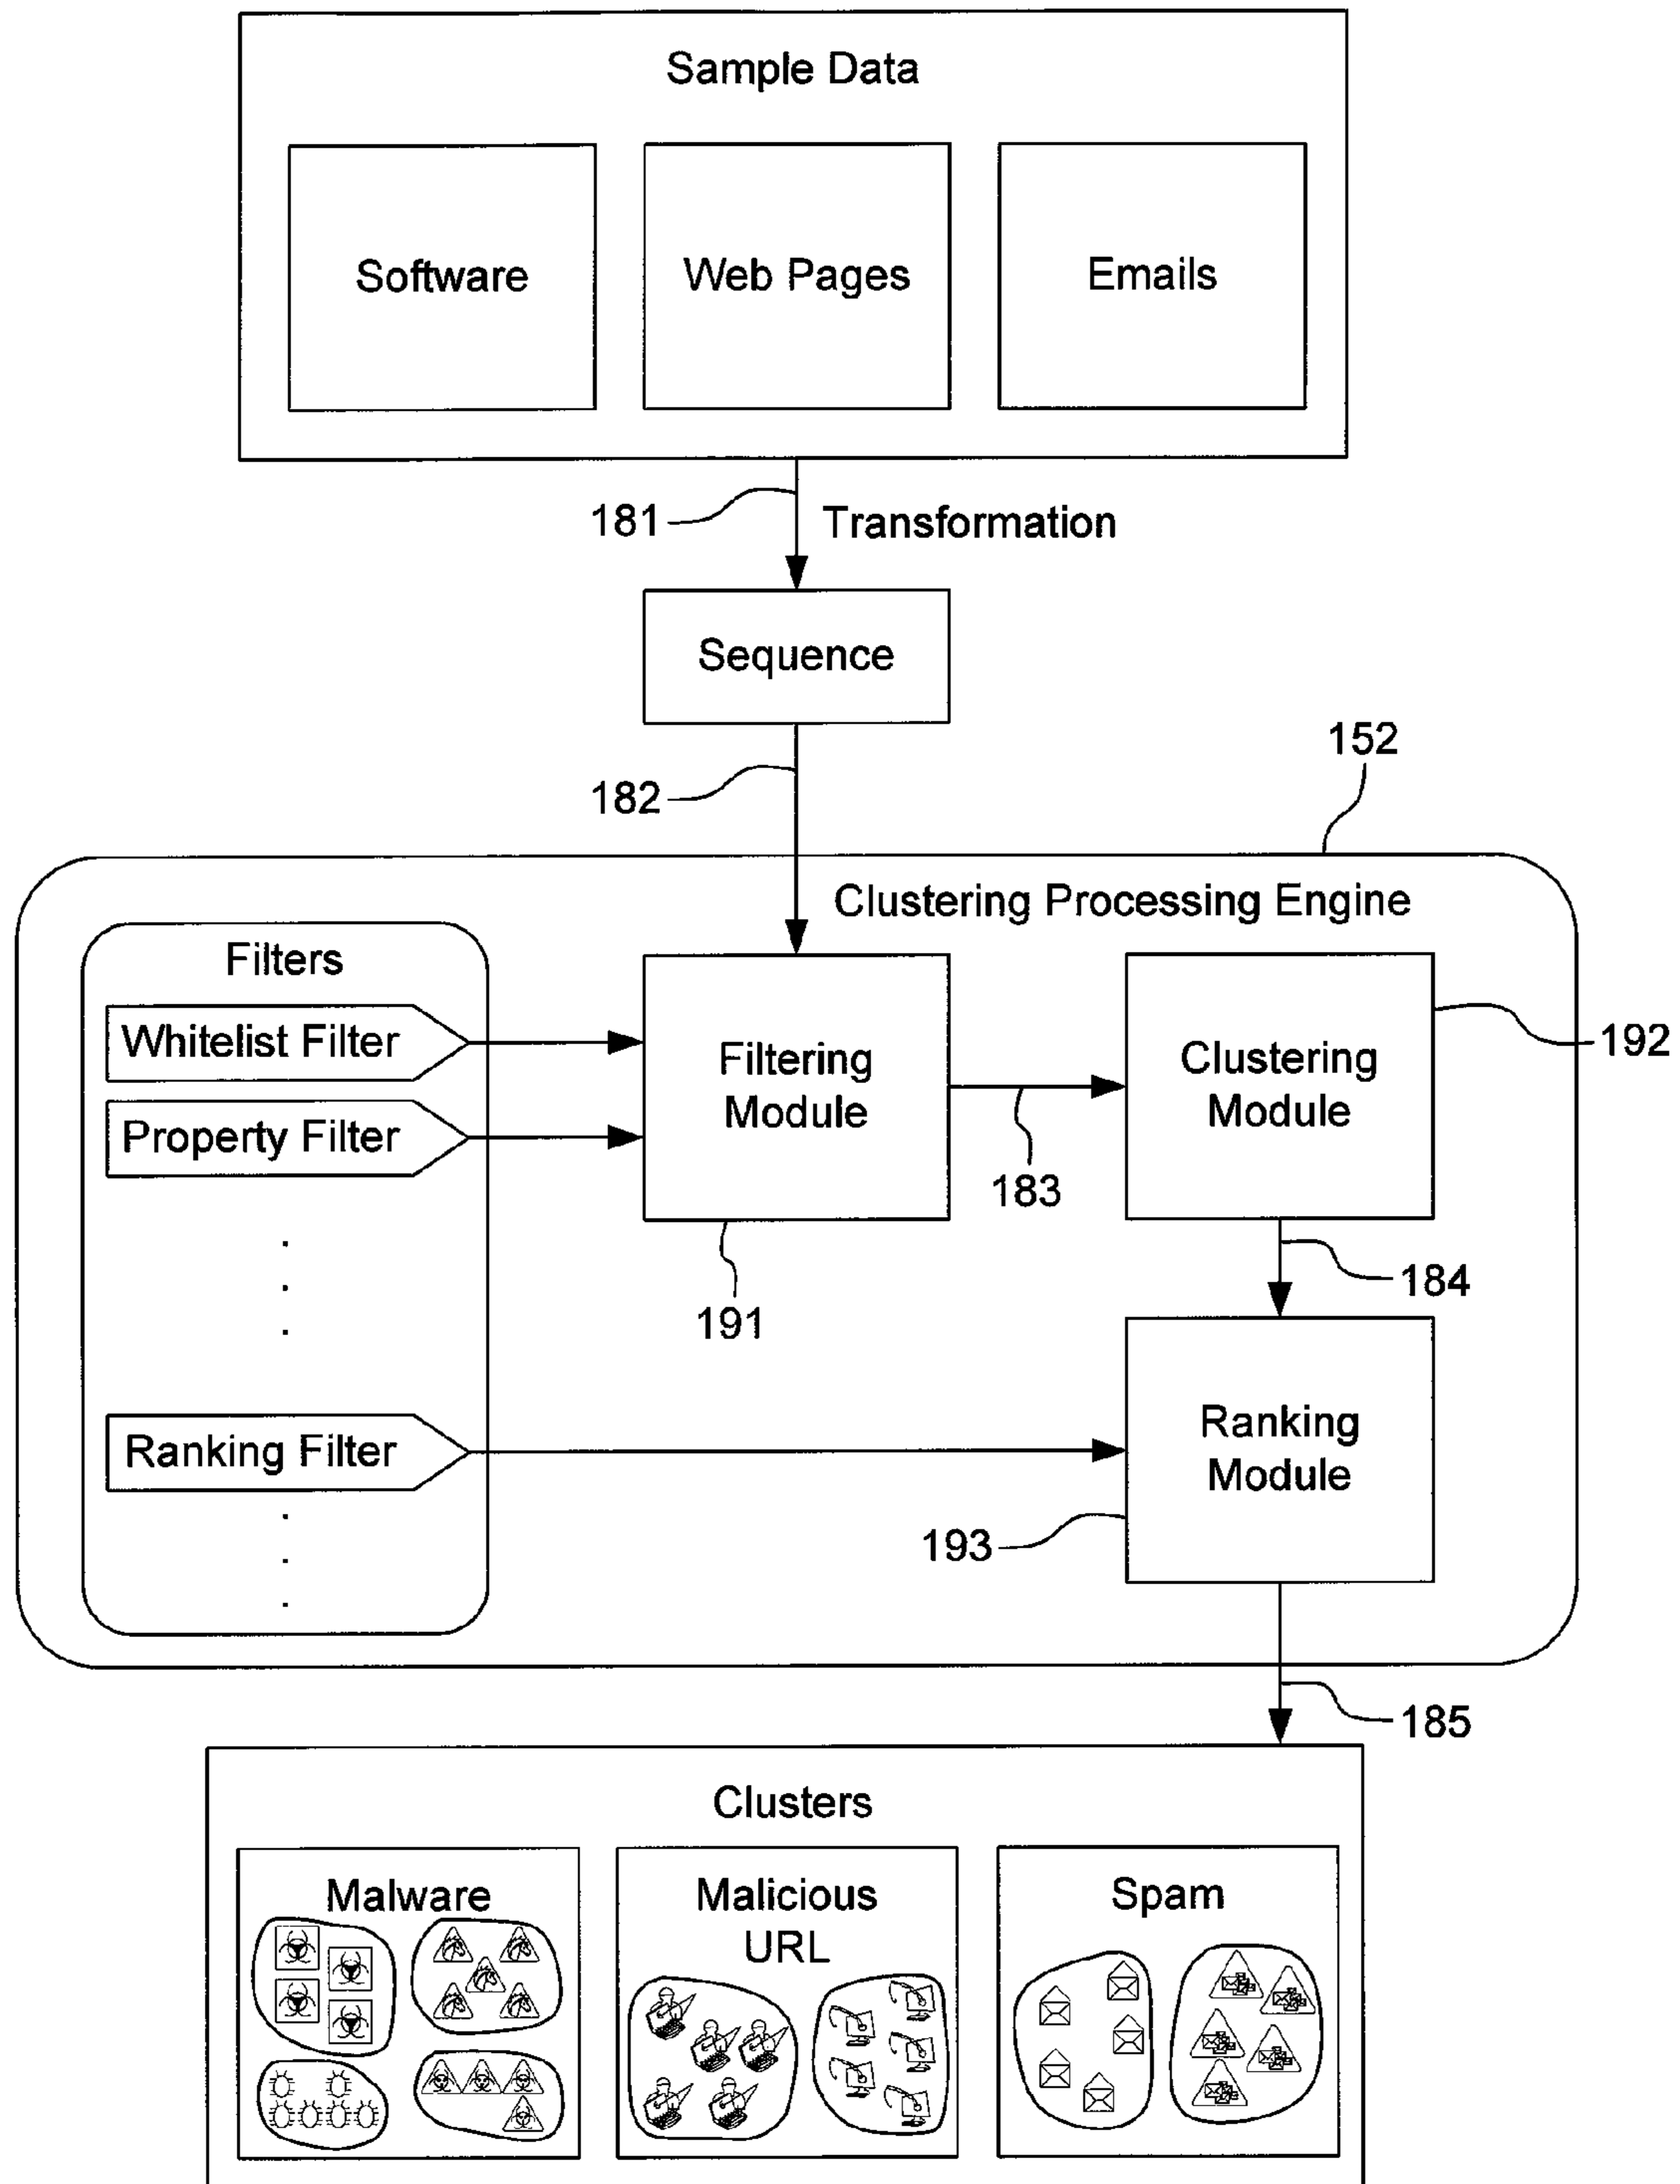 Sample Data
Software
Web Pages
Emails
181
Transformation
Sequence
182
152
Clustering Processing Engine
Filters
Whitelist Filter
Property Filter
.
.
.
Ranking Filter
.
.
.
Filtering
Module
191
183
Clustering
Module
192
184
Ranking
Module
193
185
Clusters
Malware
Malicious
URL
Spam